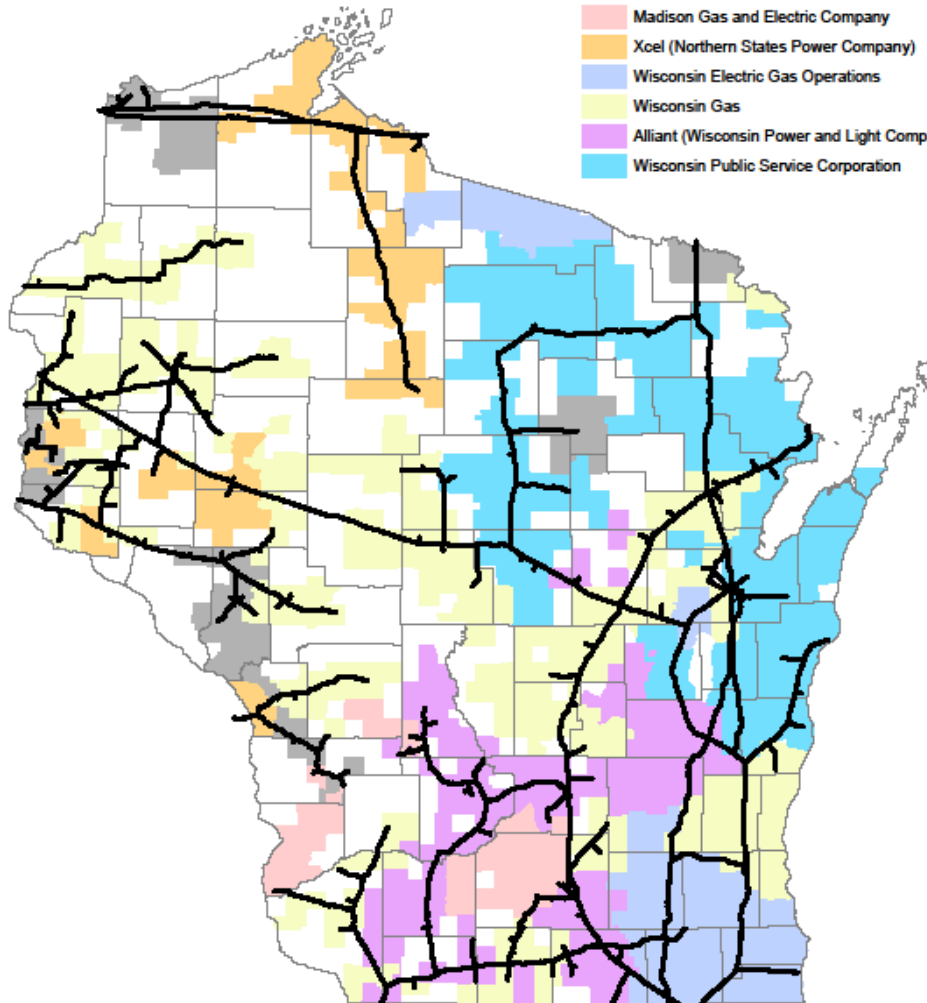 Madison Gas and Electric Company
Xcel (Northern States Power Company)
Wisconsin Electric Gas Operations
Wisconsin Gas
Alliant (Wisconsin Power and Light Comp
Wisconsin Public Service Corporation